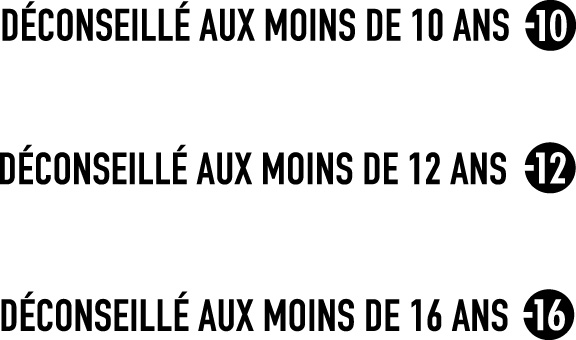 DÉCONSEILLÉ AUX MOINS DE 10 ANS -10
DÉCONSEILLÉ AUX MOINS DE 12 ANS -12
DÉCONSEILLÉ AUX MOINS DE 16 ANS -16